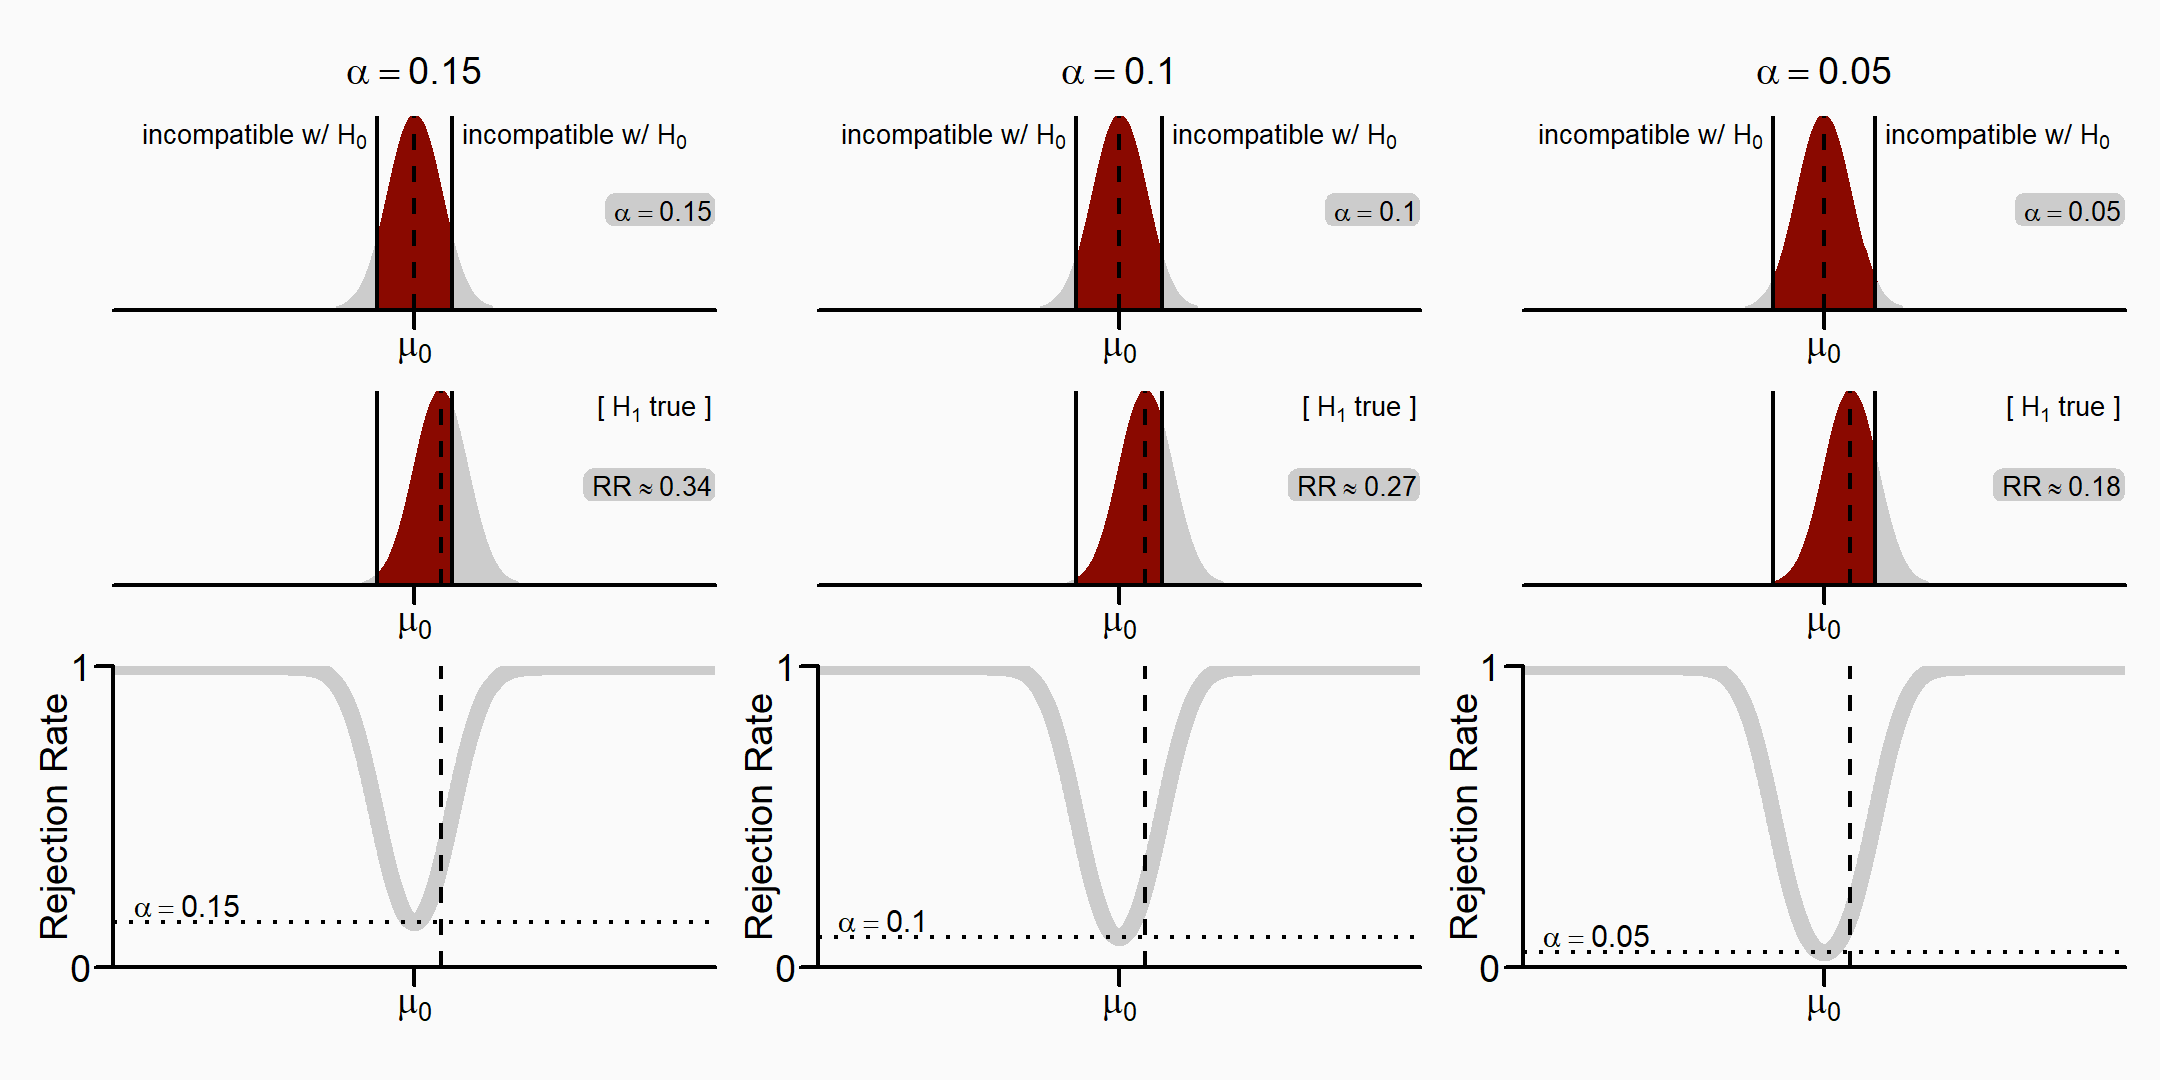 α = 0.15
incompatible w/ H₀ incompatible w/ H₀
α = 0.15
μ₀
[ H₁ true ]
RR ≈ 0.34
μ₀
1
Rejection Rate
α = 0.15
0
μ₀
α = 0.1
incompatible w/ H₀ incompatible w/ H₀
α = 0.1
μ₀
[ H₁ true ]
RR ≈ 0.27
μ₀
1
Rejection Rate
α = 0.1
0
μ₀
α = 0.05
incompatible w/ H₀ incompatible w/ H₀
α = 0.05
μ₀
[ H₁ true ]
RR ≈ 0.18
μ₀
1
Rejection Rate
α = 0.05
0
μ₀